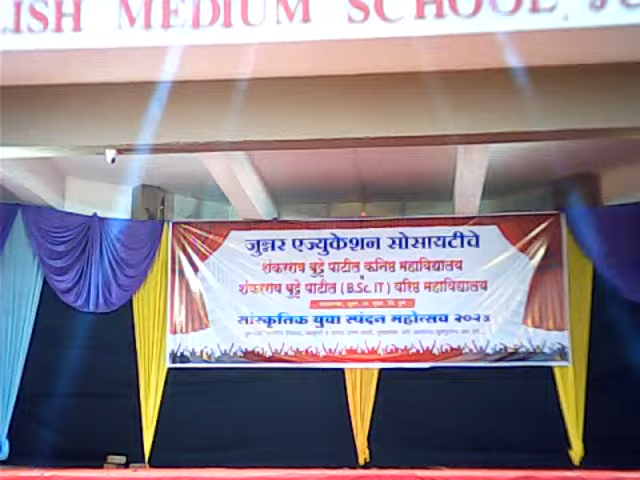 LISH MEDIUM SCHOOL, JU
जुन्नर एज्युकेशन सोसायटीचे
शंकरराव बुट्टे पाटील कनिष्ठ महाविद्यालय
व
शंकरराव बुट्टे पाटील ( B.Sc. IT ) वरिष्ठ महाविद्यालय
सांस्कृतिक युवा स्पंदन महोत्सव २०२३